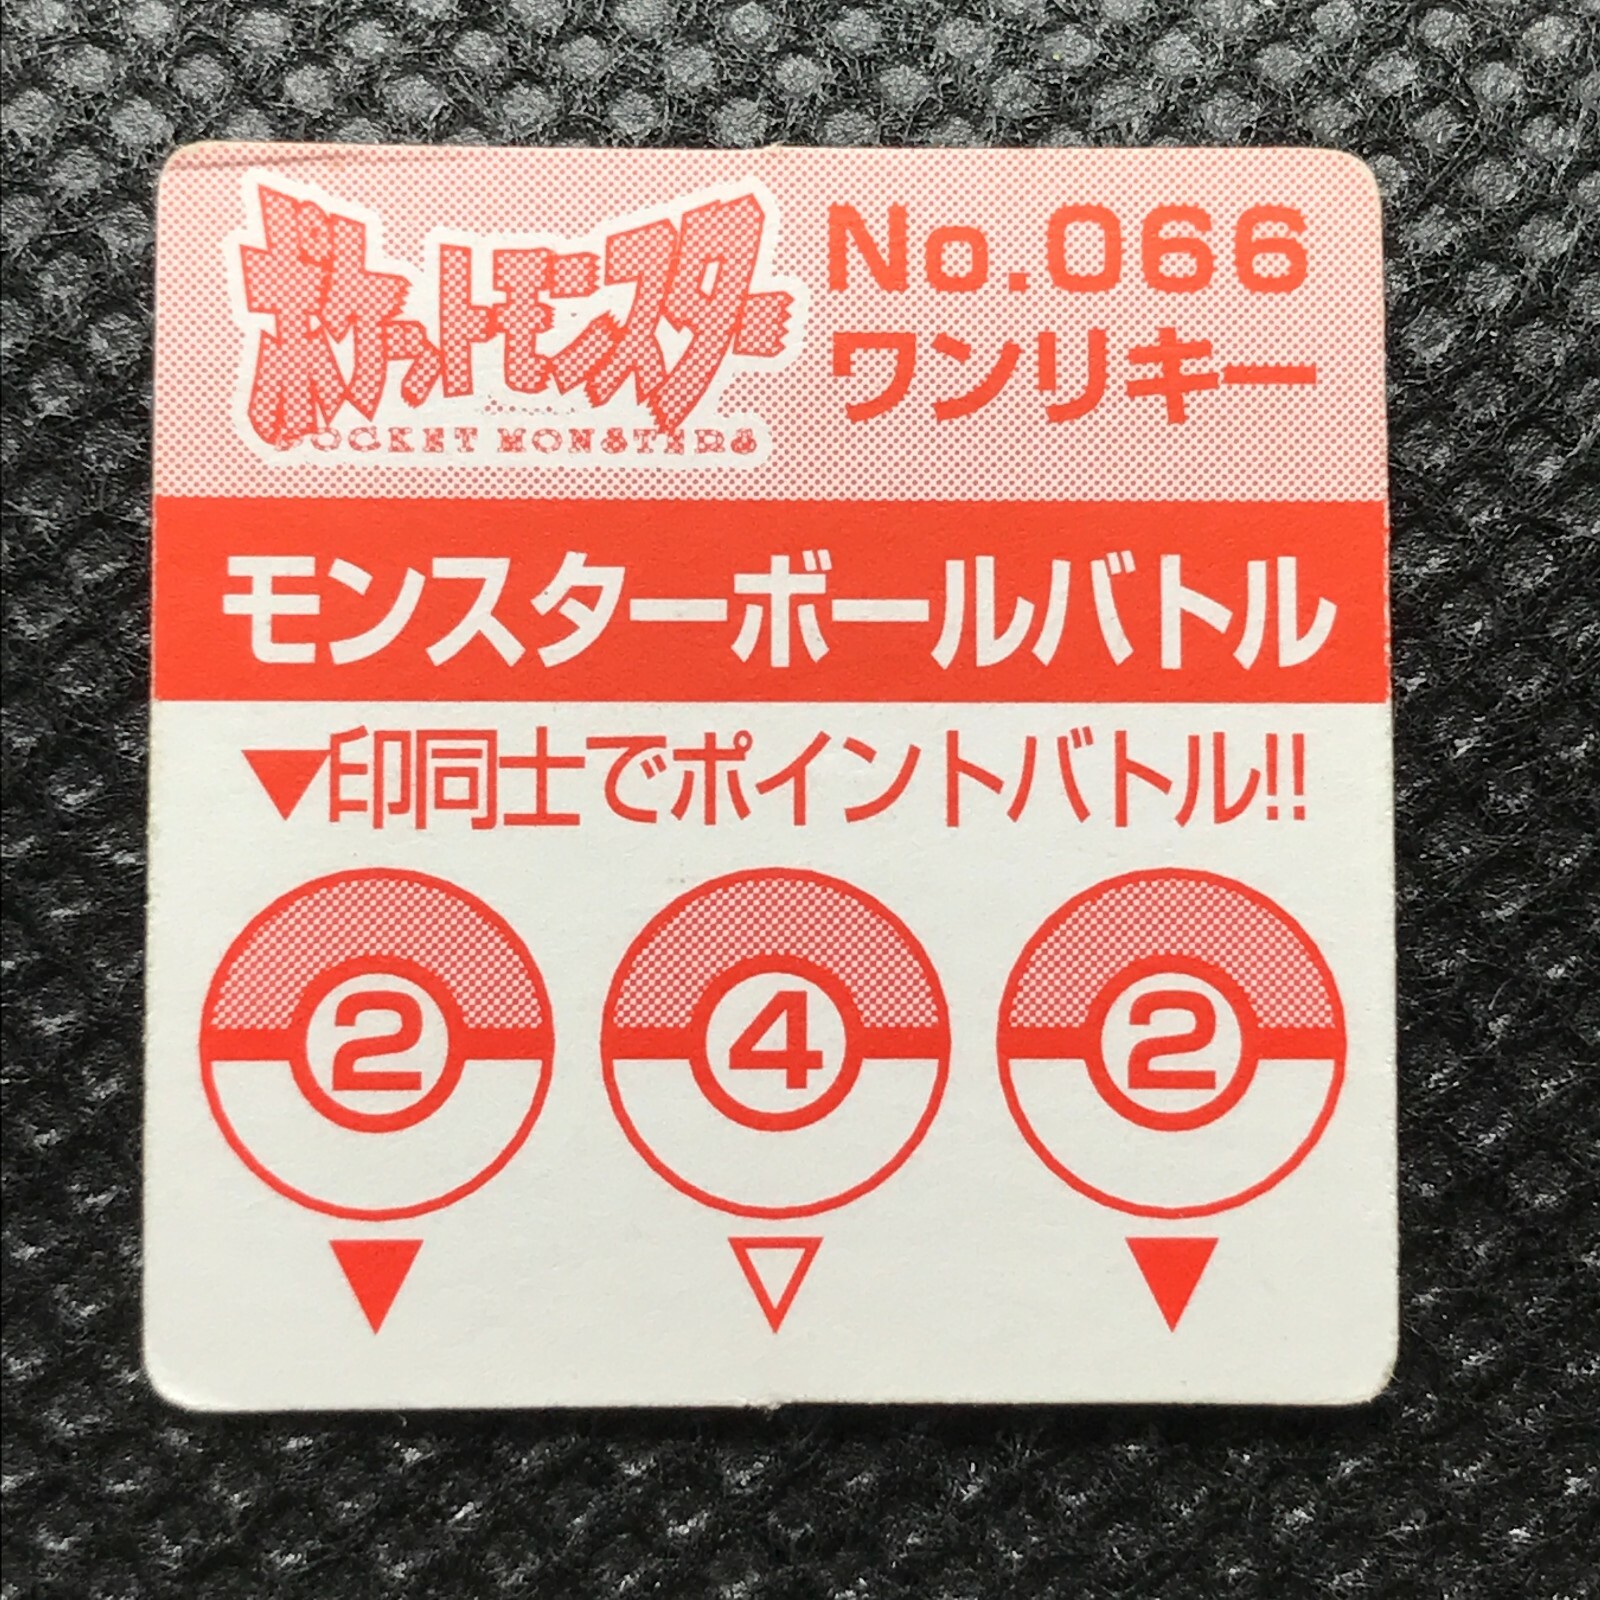 ポケットモンスター
POCKET MONSTERS
No.066
ワンリキー
モンスターボールバトル
▼印同士でポイントバトル!!
2 4 2